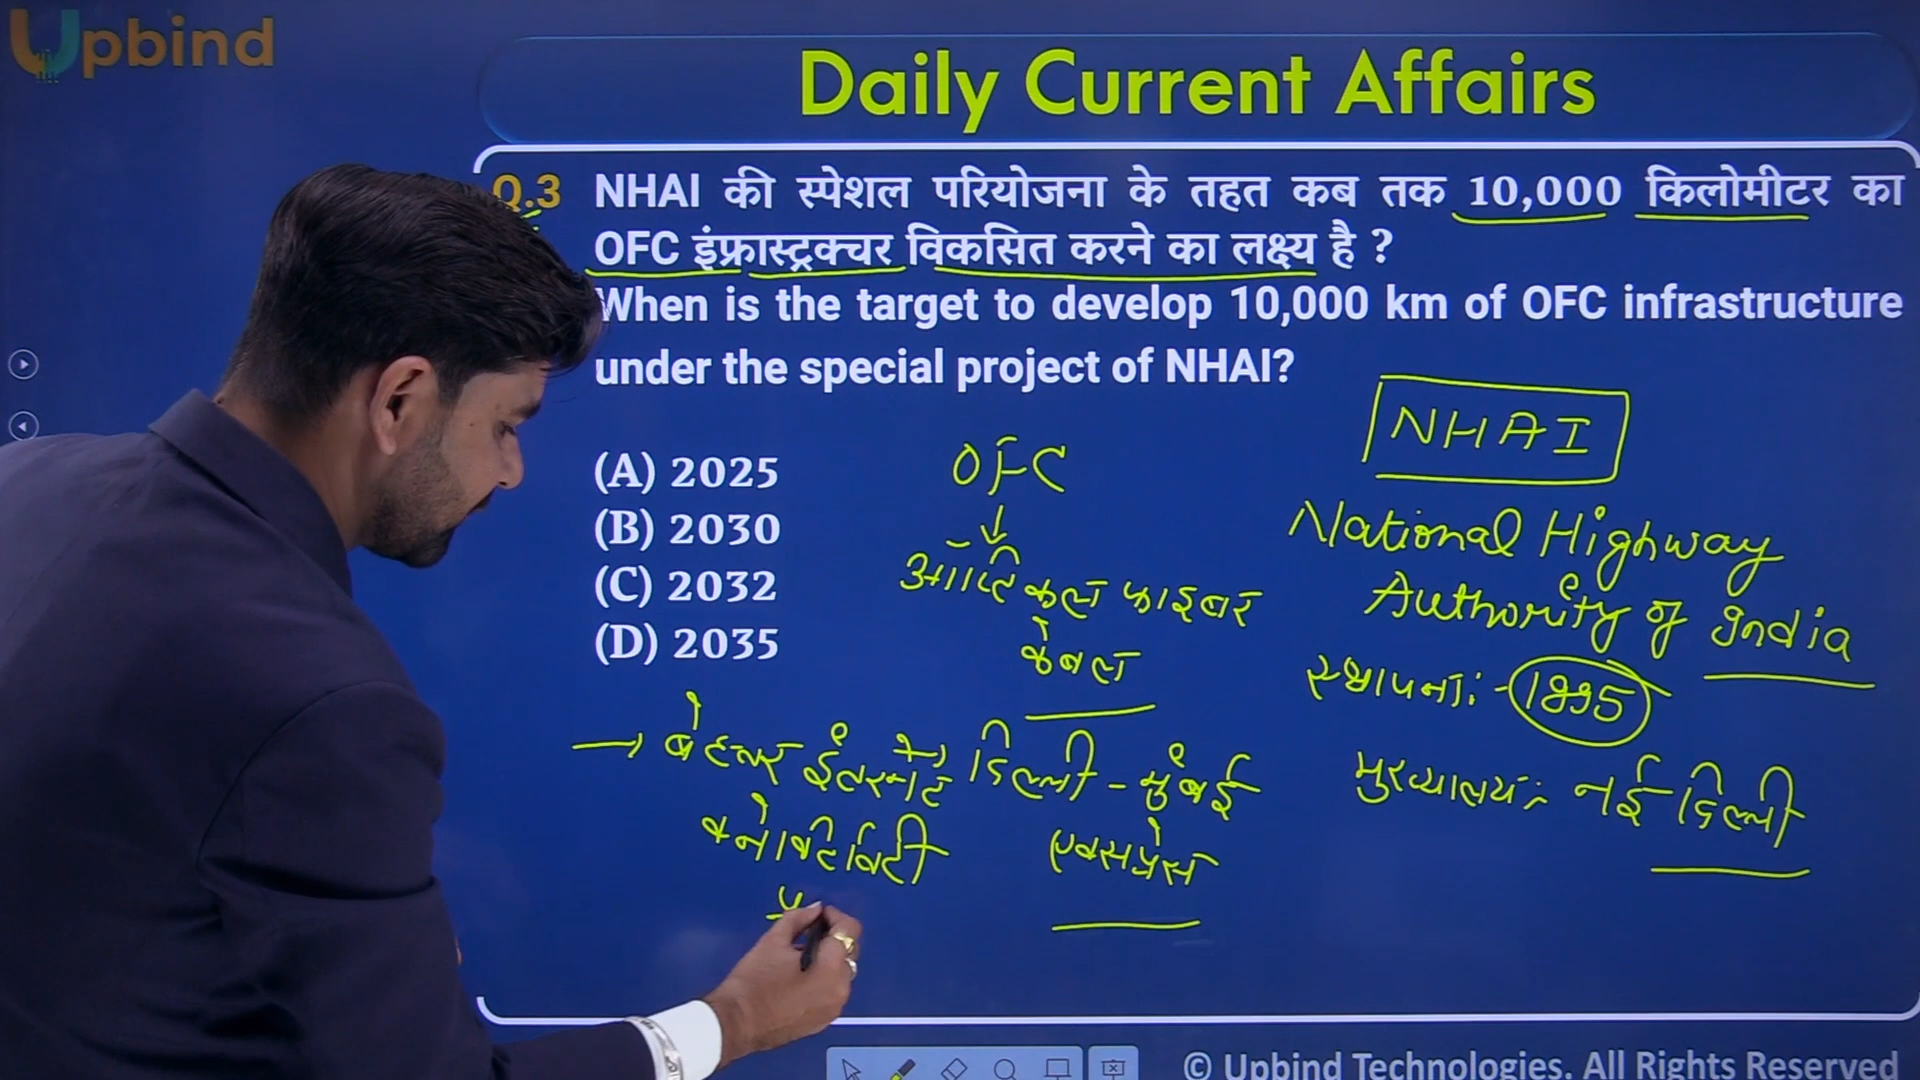 Upbind
Daily Current Affairs
Q.3 NHAI की स्पेशल परियोजना के तहत कब तक 10,000 किलोमीटर का
OFC इंफ्रास्ट्रक्चर विकसित करने का लक्ष्य है ?
When is the target to develop 10,000 km of OFC infrastructure
under the special project of NHAI?
(A) 2025
(B) 2030
(C) 2032
(D) 2035
OFC
ऑप्टिकल फाइबर
केबल
→ बेहतर इंटरनेट
कनेक्टिविटी
दिल्ली - मुंबई
एक्सप्रेस
NHAI
National Highway
Authority of India
स्थापना :- 1995
मुख्यालय :- नई दिल्ली
© Upbind Technologies. All Rights Reserved